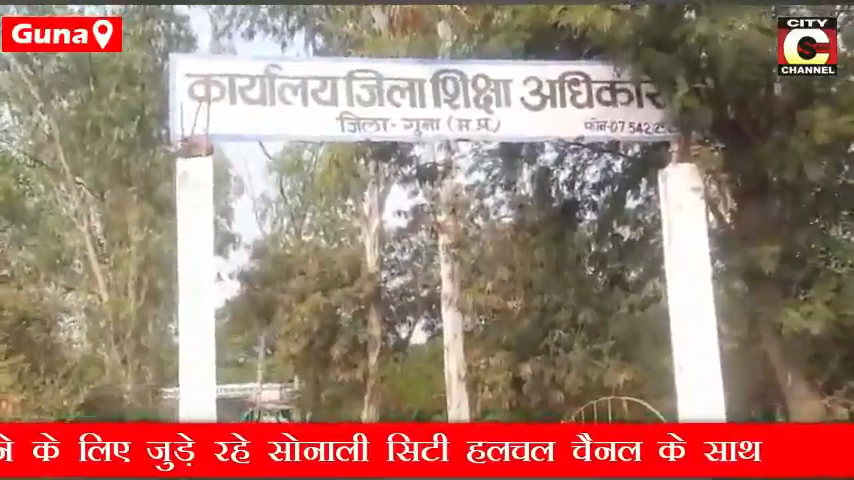 Guna
CITY
CHANNEL
कार्यालय जिला शिक्षा अधिकारी
जिला-गुना (म.प्र.)
फोन-07542
के लिए जुड़े रहे सोनाली सिटी हलचल चैनल के साथ